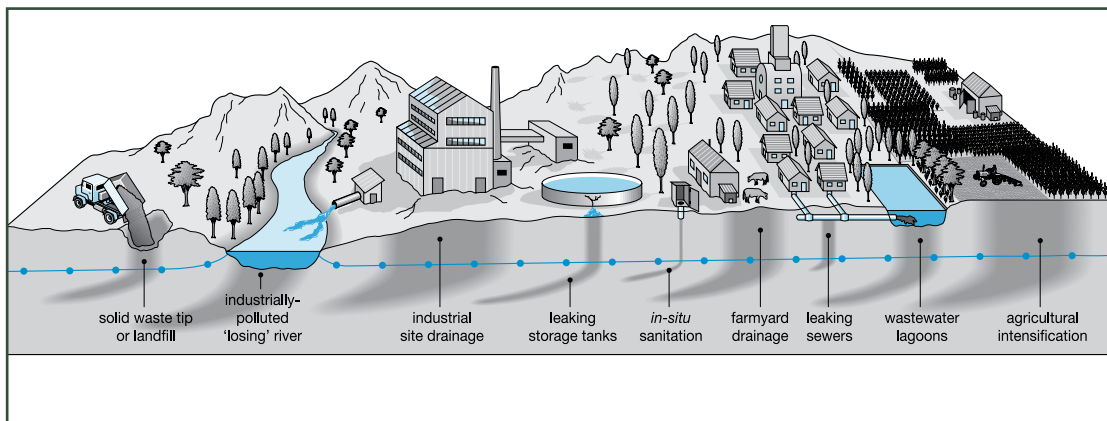 solid waste tip
or landfill
industrially-
polluted
‘losing’ river
industrial
site drainage
leaking
storage tanks
in-situ
sanitation
farmyard
drainage
leaking
sewers
wastewater
lagoons
agricultural
intensification